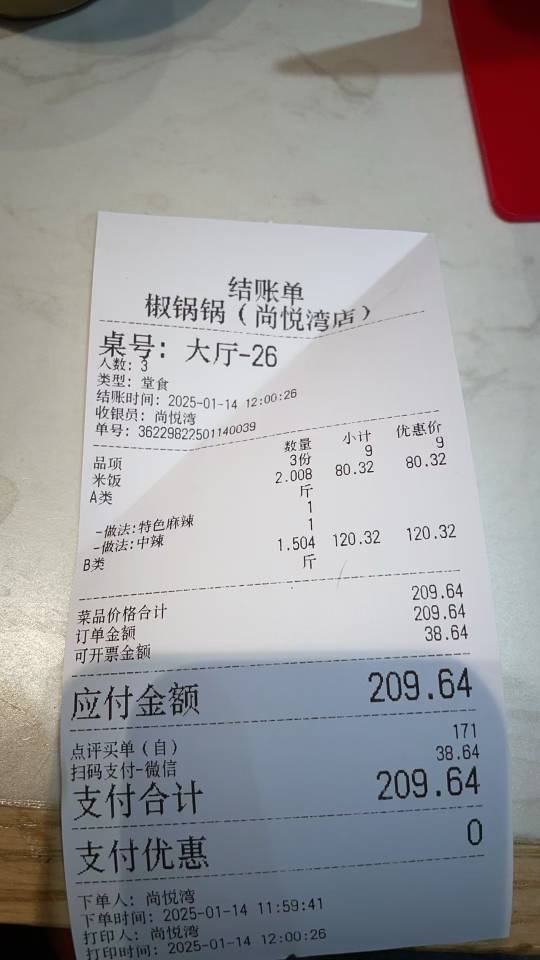 结账单
椒锅锅（尚悦湾店）
桌号: 大厅-26
人数: 3
类型: 堂食
结账时间: 2025-01-14 12:00:26
收银员: 尚悦湾
单号: 36229822501140039
品项 数量 小计 优惠价
米饭 3份 9 9
A类 2.008斤 80.32 80.32
-做法:特色麻辣 1
-做法:中辣 1
B类 1.504斤 120.32 120.32
菜品价格合计 209.64
订单金额 209.64
可开票金额 38.64
应付金额 209.64
点评买单（自） 171
扫码支付-微信 38.64
支付合计 209.64
支付优惠 0
下单人: 尚悦湾
下单时间: 2025-01-14 11:59:41
打印人: 尚悦湾
打印时间: 2025-01-14 12:00:26